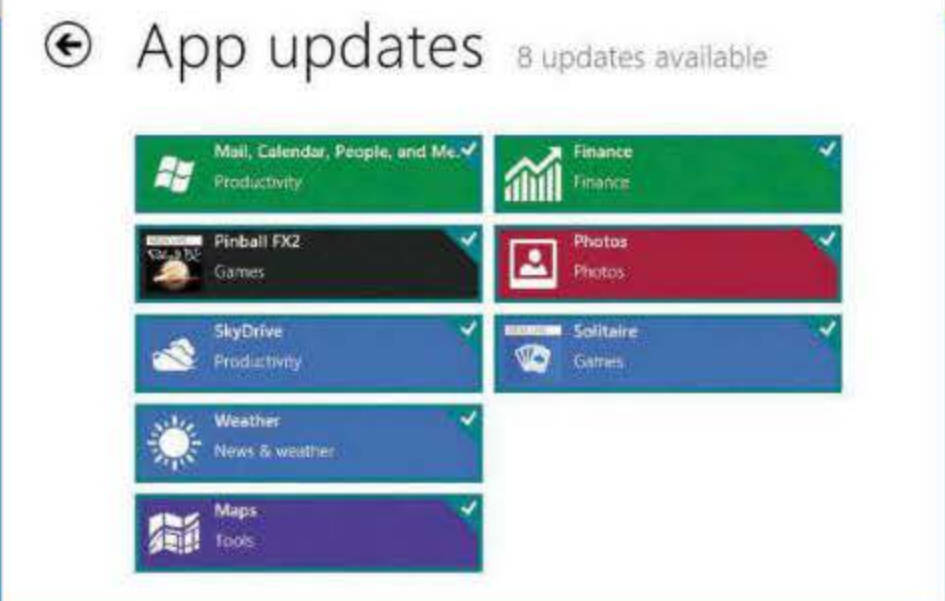 App updates 8 updates available
Mail, Calendar, People, and Me.
Productivity
Pinball FX2
Games
SkyDrive
Productivity
Weather
News & weather
Maps
Tools
Finance
Finance
Photos
Photos
Solitaire
Games